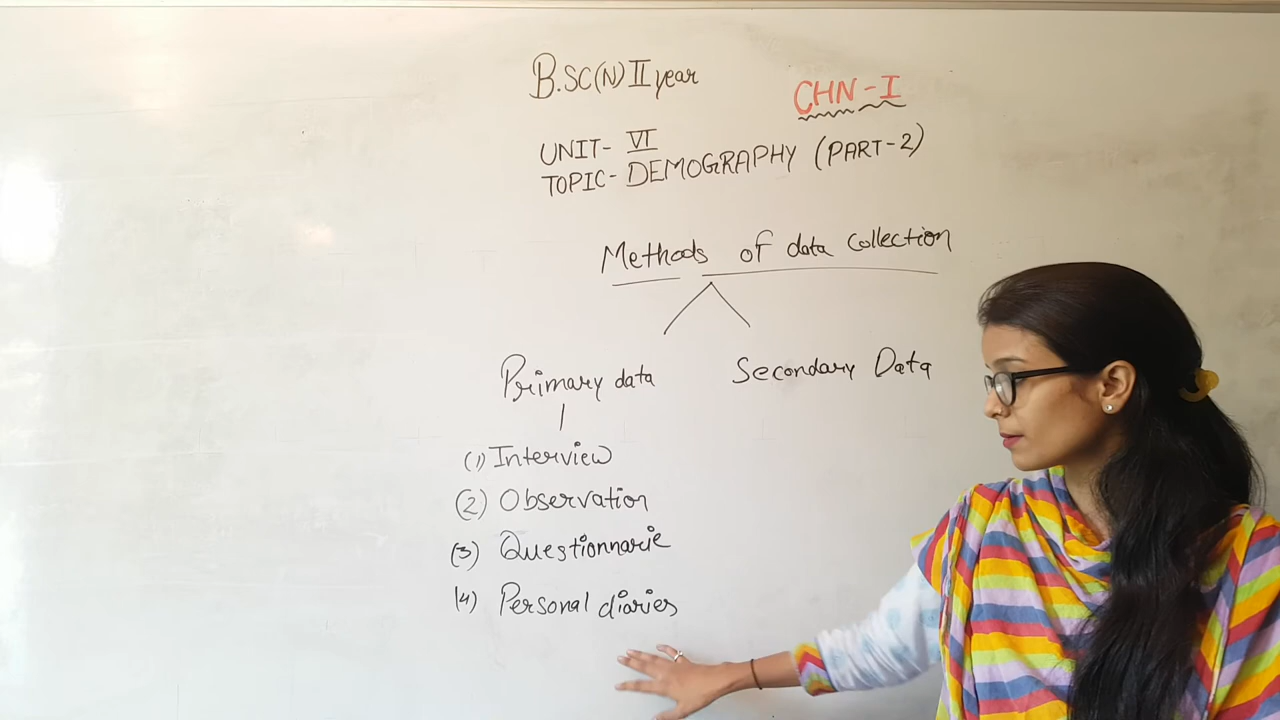 B.SC(N) II year
CHN-I
UNIT- VI
TOPIC- DEMOGRAPHY (PART-2)
Methods of data collection
Primary data
Secondary Data
(1) Interview
(2) Observation
(3) Questionnarie
(4) Personal diaries